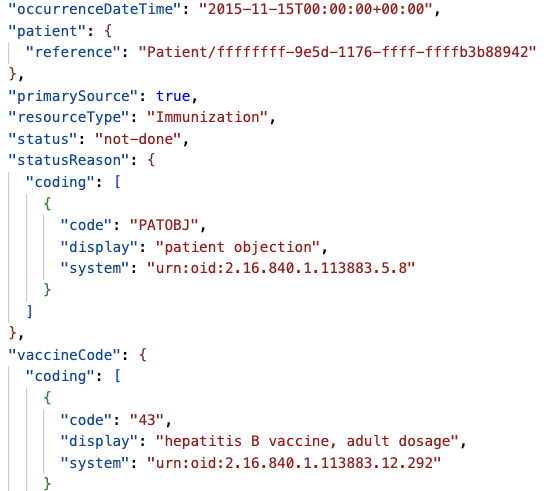 "occurrenceDateTime": "2015-11-15T00:00:00+00:00",
"patient": {
"reference": "Patient/ffffffff-9e5d-1176-ffff-ffffb3b88942"
},
"primarySource": true,
"resourceType": "Immunization",
"status": "not-done",
"statusReason": {
"coding": [
{
"code": "PATOBJ",
"display": "patient objection",
"system": "urn:oid:2.16.840.1.113883.5.8"
}
]
},
"vaccineCode": {
"coding": [
{
"code": "43",
"display": "hepatitis B vaccine, adult dosage",
"system": "urn:oid:2.16.840.1.113883.12.292"
}